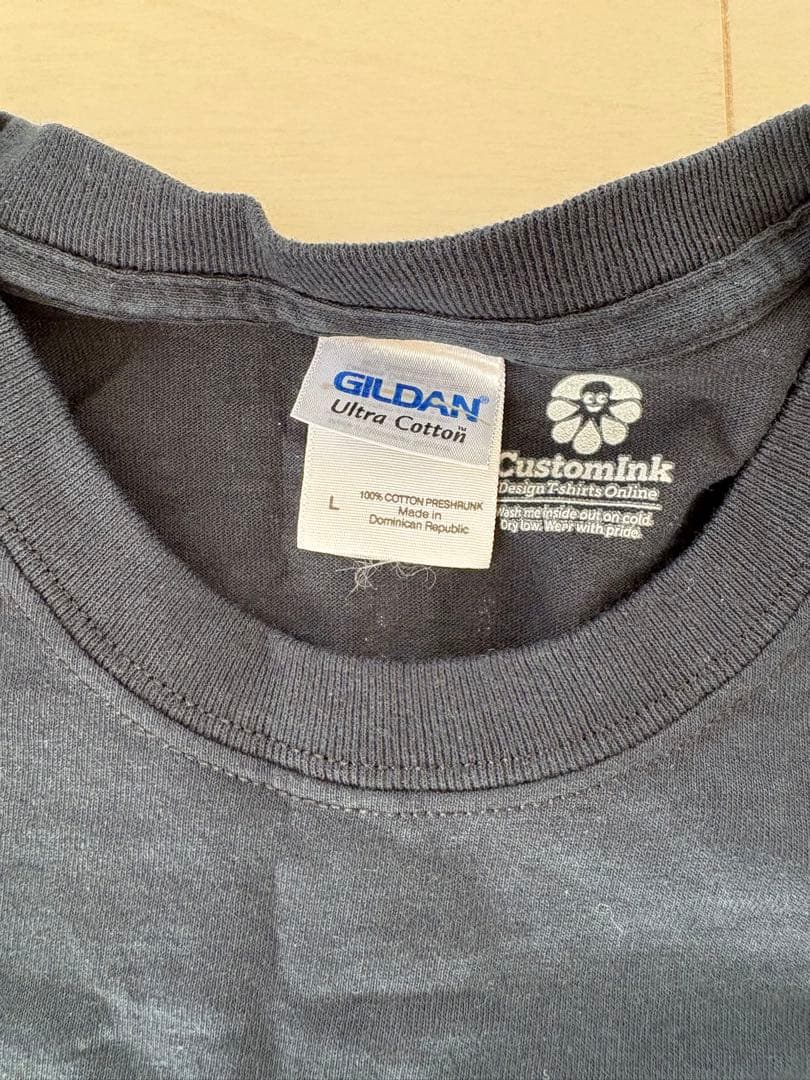 GILDAN®
Ultra Cotton™
L
100% COTTON PRESHRUNK
Made in
Dominican Republic
CustomInk
Design T-shirts Online
Wash me inside out on cold.
Dry low. Wear with pride.